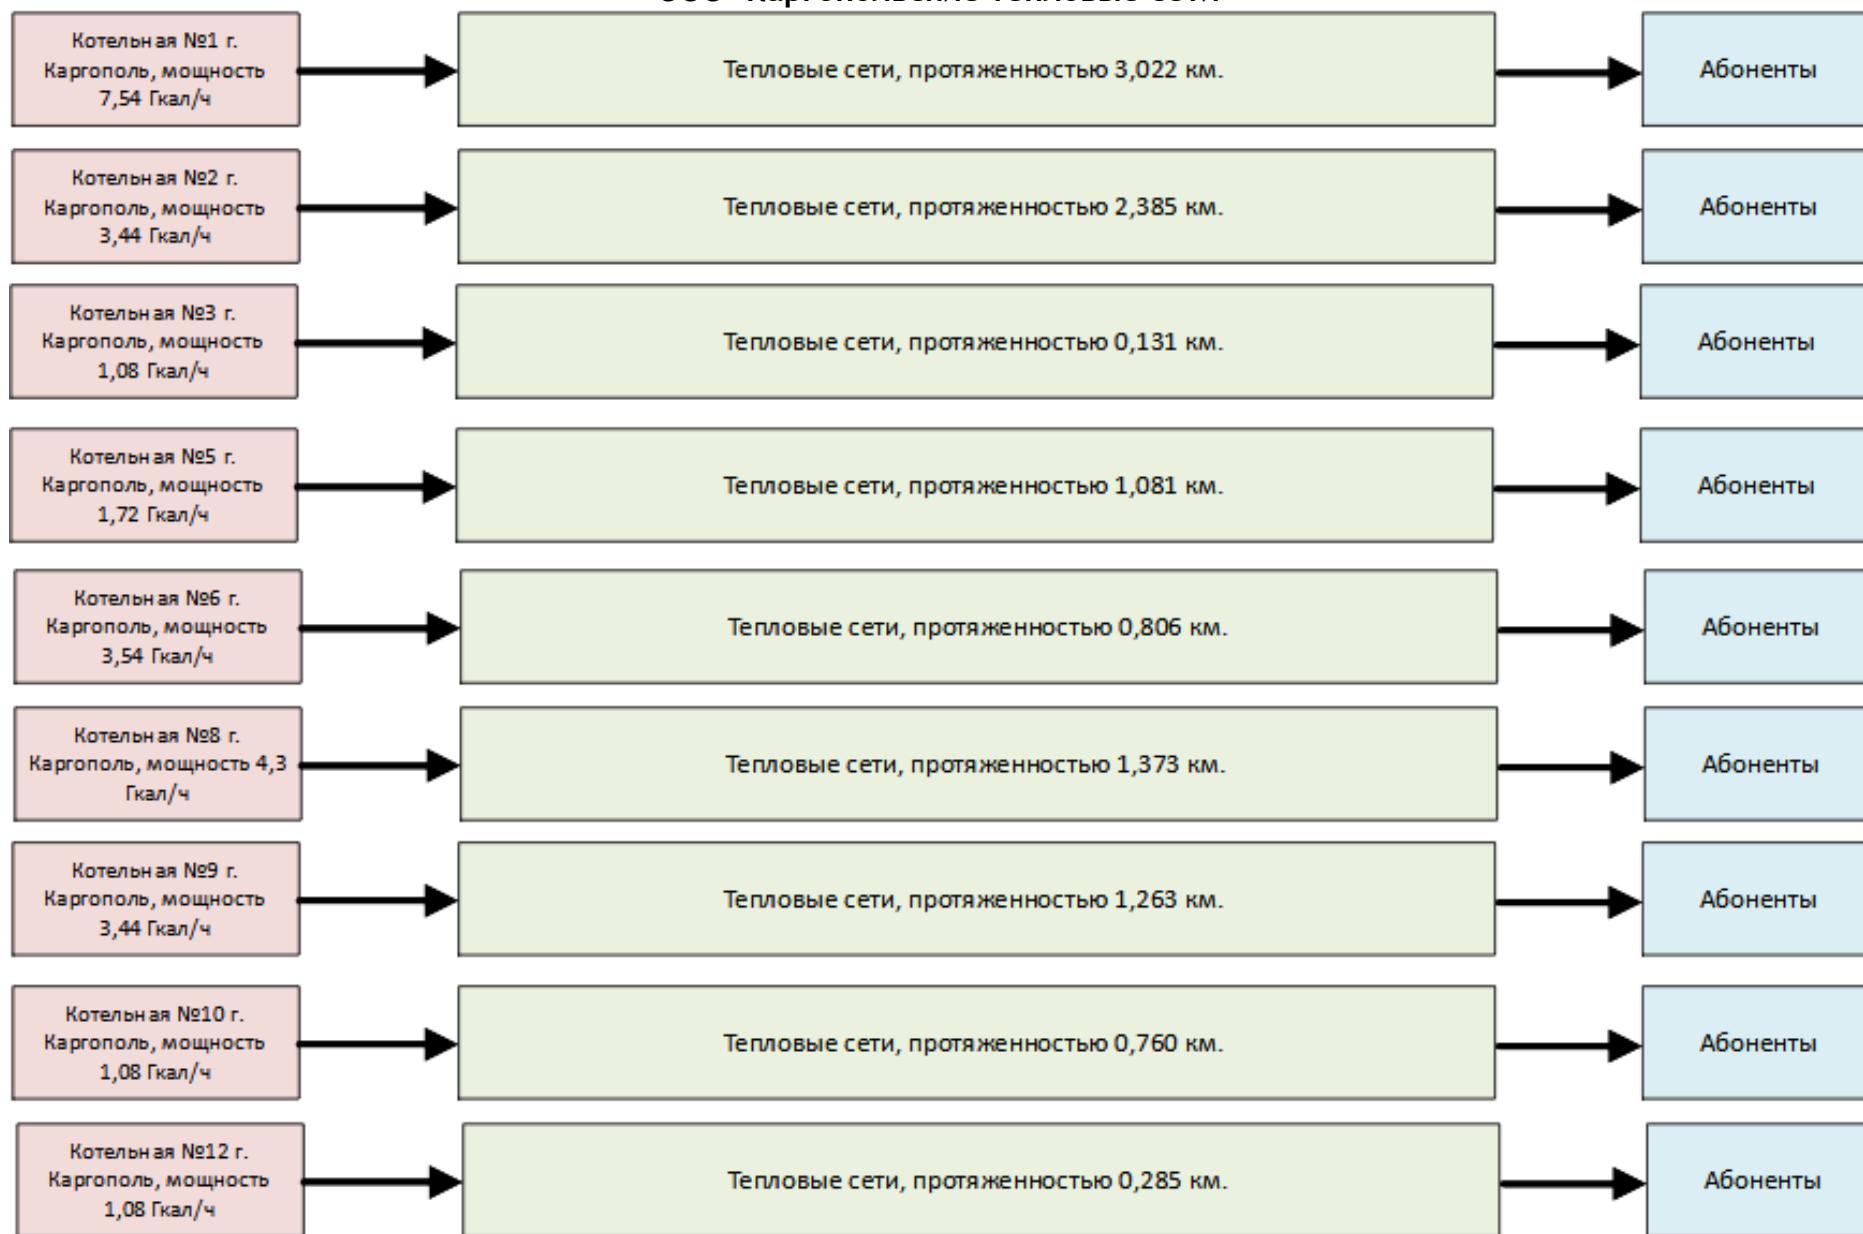 ООО "Каргопольские тепловые сети"
Котельная №1 г.
Каргополь, мощность
7,54 Гкал/ч
Тепловые сети, протяженностью 3,022 км.
Абоненты
Котельная №2 г.
Каргополь, мощность
3,44 Гкал/ч
Тепловые сети, протяженностью 2,385 км.
Абоненты
Котельная №3 г.
Каргополь, мощность
1,08 Гкал/ч
Тепловые сети, протяженностью 0,131 км.
Абоненты
Котельная №5 г.
Каргополь, мощность
1,72 Гкал/ч
Тепловые сети, протяженностью 1,081 км.
Абоненты
Котельная №6 г.
Каргополь, мощность
3,54 Гкал/ч
Тепловые сети, протяженностью 0,806 км.
Абоненты
Котельная №8 г.
Каргополь, мощность 4,3
Гкал/ч
Тепловые сети, протяженностью 1,373 км.
Абоненты
Котельная №9 г.
Каргополь, мощность
3,44 Гкал/ч
Тепловые сети, протяженностью 1,263 км.
Абоненты
Котельная №10 г.
Каргополь, мощность
1,08 Гкал/ч
Тепловые сети, протяженностью 0,760 км.
Абоненты
Котельная №12 г.
Каргополь, мощность
1,08 Гкал/ч
Тепловые сети, протяженностью 0,285 км.
Абоненты